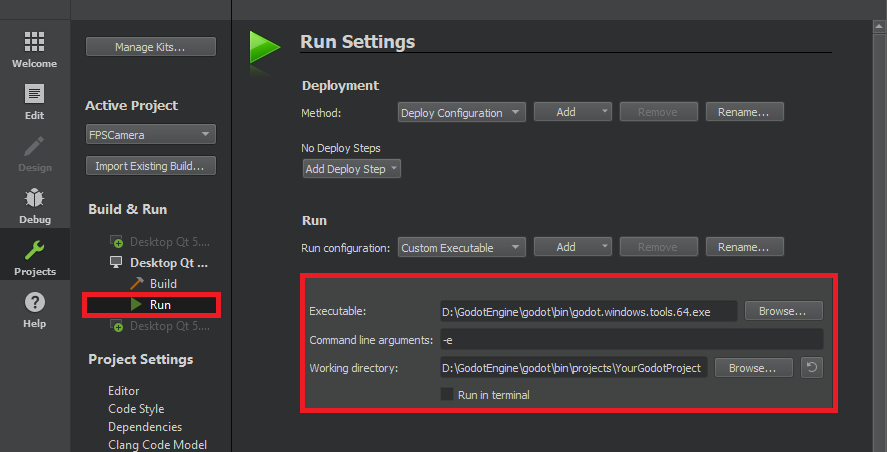 Welcome
Edit
Design
Debug
Projects
Help
Manage Kits...
Active Project
FPSCamera
Import Existing Build...
Build & Run
Desktop Qt 5....
Desktop Qt ...
Build
Run
Desktop Qt 5....
Project Settings
Editor
Code Style
Dependencies
Clang Code Model
Run Settings
Deployment
Method: Deploy Configuration Add Remove Rename...
No Deploy Steps
Add Deploy Step
Run
Run configuration: Custom Executable Add Remove Rename...
Executable: D:\GodotEngine\godot\bin\godot.windows.tools.64.exe Browse...
Command line arguments: -e
Working directory: D:\GodotEngine\godot\bin\projects\YourGodotProject Browse...
Run in terminal